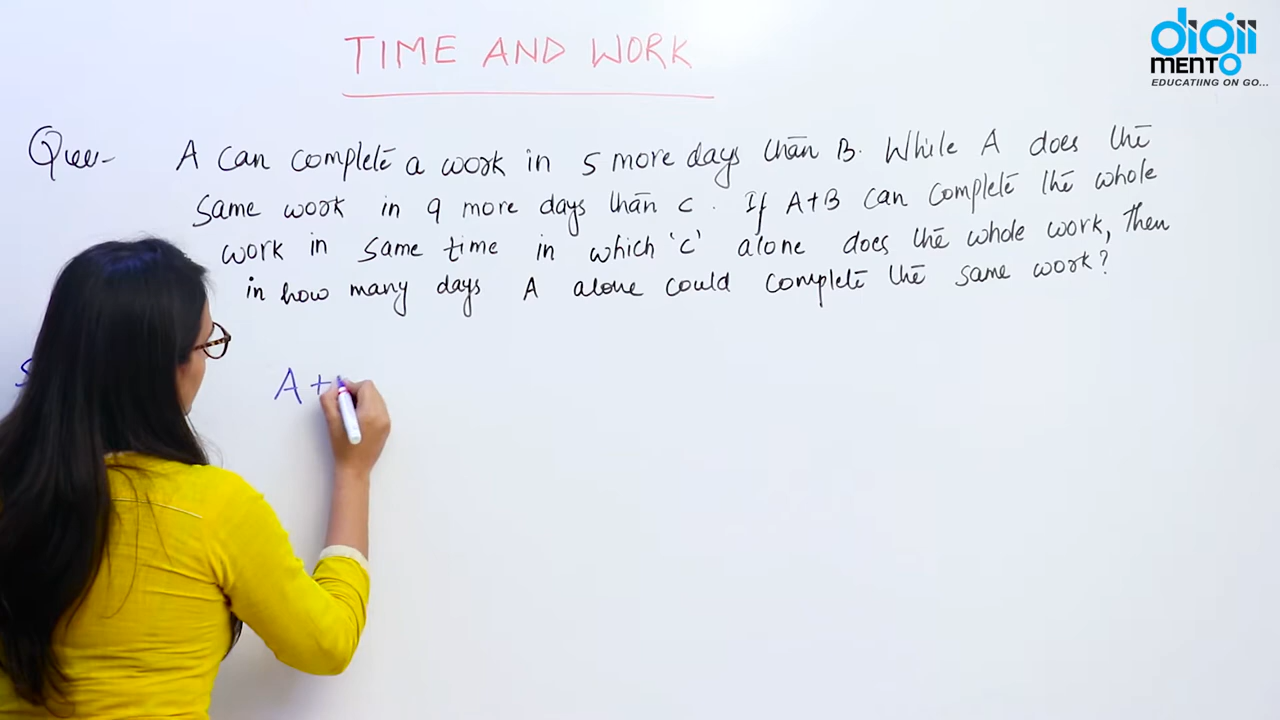 digii
MENTO
EDUCATIING ON GO...
TIME AND WORK
Ques- A can complete a work in 5 more days than B. While A does the
same work in 9 more days than C. If A+B can complete the whole
work in same time in which 'C' alone does the whole work, then
in how many days A alone could complete the same work?
A+